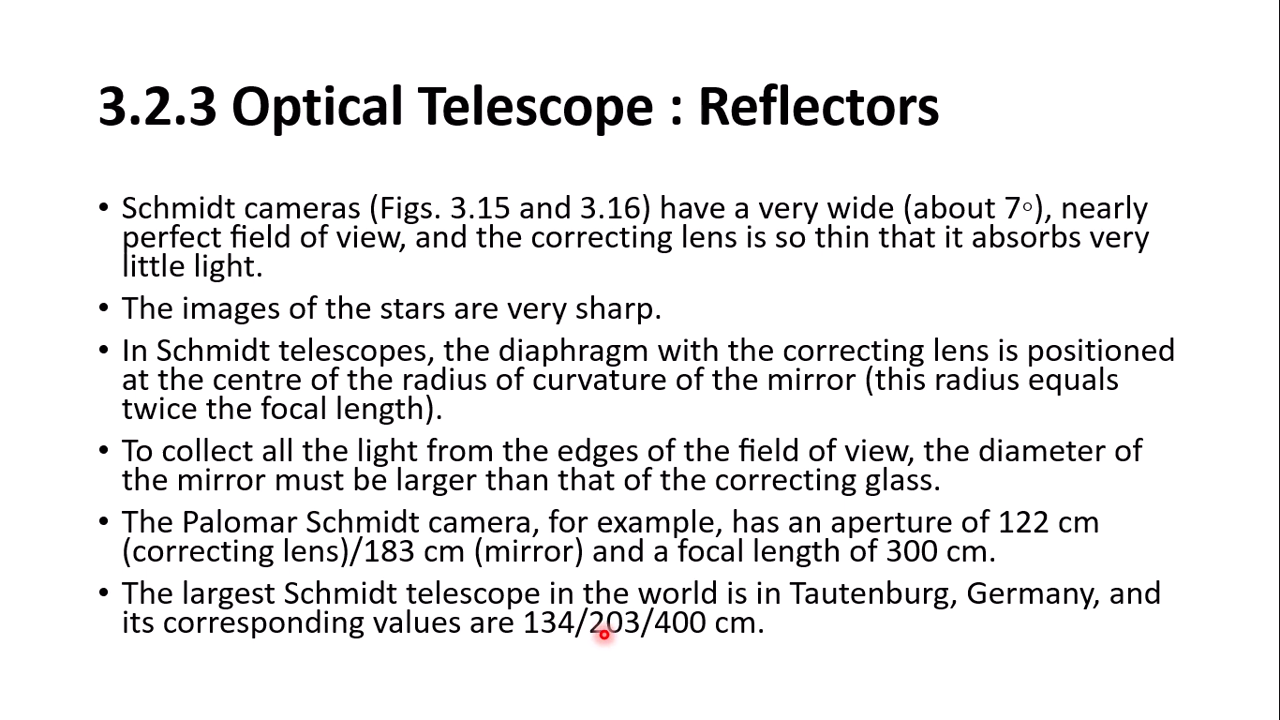 3.2.3 Optical Telescope : Reflectors
• Schmidt cameras (Figs. 3.15 and 3.16) have a very wide (about 7◦), nearly
perfect field of view, and the correcting lens is so thin that it absorbs very
little light.
• The images of the stars are very sharp.
• In Schmidt telescopes, the diaphragm with the correcting lens is positioned
at the centre of the radius of curvature of the mirror (this radius equals
twice the focal length).
• To collect all the light from the edges of the field of view, the diameter of
the mirror must be larger than that of the correcting glass.
• The Palomar Schmidt camera, for example, has an aperture of 122 cm
(correcting lens)/183 cm (mirror) and a focal length of 300 cm.
• The largest Schmidt telescope in the world is in Tautenburg, Germany, and
its corresponding values are 134/203/400 cm.